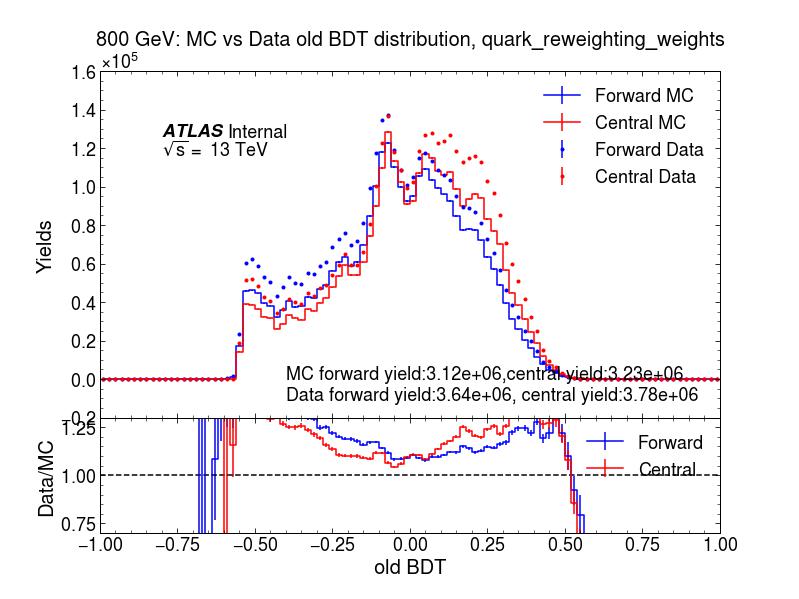 800 GeV: MC vs Data old BDT distribution, quark_reweighting_weights
×10⁵
1.6
1.4
1.2
1.0
0.8
0.6
0.4
0.2
0.0
0.2
Yields
ATLAS Internal
√s = 13 TeV
Forward MC
Central MC
Forward Data
Central Data
MC forward yield:3.12e+06,central yield:3.23e+06
Data forward yield:3.64e+06, central yield:3.78e+06
1.25
1.00
0.75
Data/MC
Forward
Central
−1.00 −0.75 −0.50 −0.25 0.00 0.25 0.50 0.75 1.00
old BDT